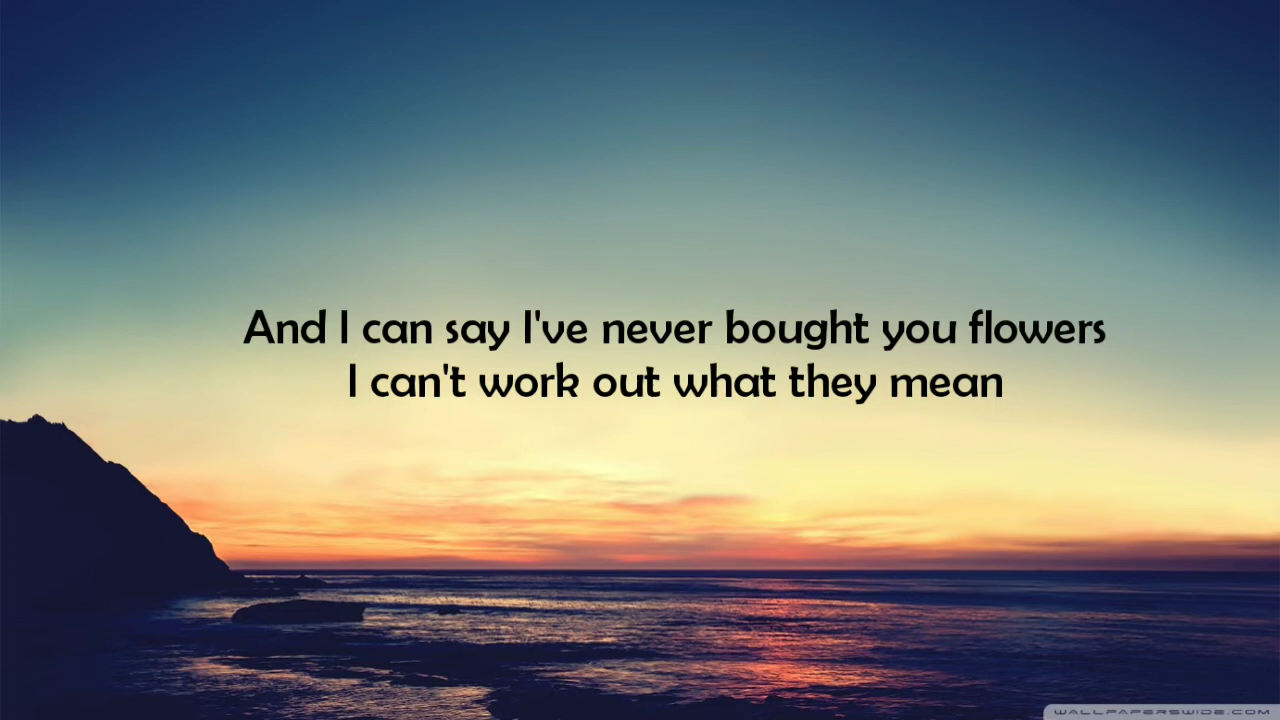 And I can say I've never bought you flowers
I can't work out what they mean
WALLPAPERSWIDE.COM